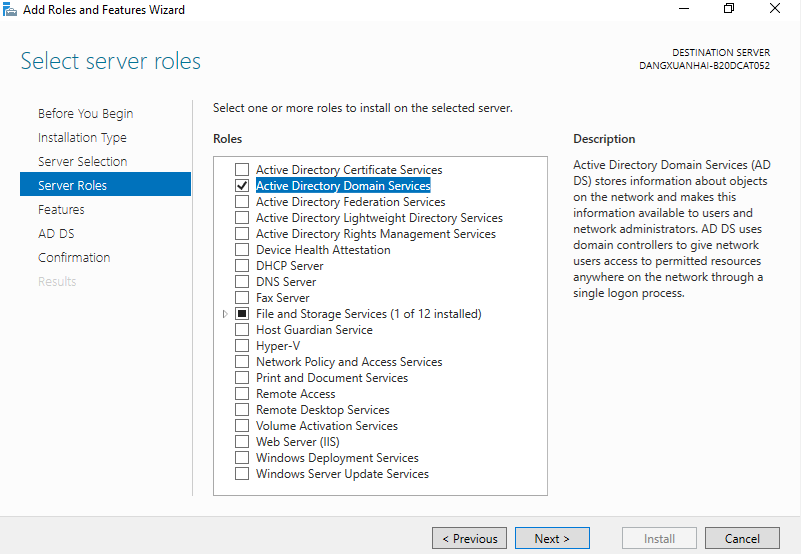 Add Roles and Features Wizard
Select server roles
DESTINATION SERVER
DANGXUANHAI-B20DCAT052
Before You Begin
Installation Type
Server Selection
Server Roles
Features
AD DS
Confirmation
Results
Select one or more roles to install on the selected server.
Roles
Active Directory Certificate Services
Active Directory Domain Services
Active Directory Federation Services
Active Directory Lightweight Directory Services
Active Directory Rights Management Services
Device Health Attestation
DHCP Server
DNS Server
Fax Server
File and Storage Services (1 of 12 installed)
Host Guardian Service
Hyper-V
Network Policy and Access Services
Print and Document Services
Remote Access
Remote Desktop Services
Volume Activation Services
Web Server (IIS)
Windows Deployment Services
Windows Server Update Services
Description
Active Directory Domain Services (AD
DS) stores information about objects
on the network and makes this
information available to users and
network administrators. AD DS uses
domain controllers to give network
users access to permitted resources
anywhere on the network through a
single logon process.
< Previous
Next >
Install
Cancel